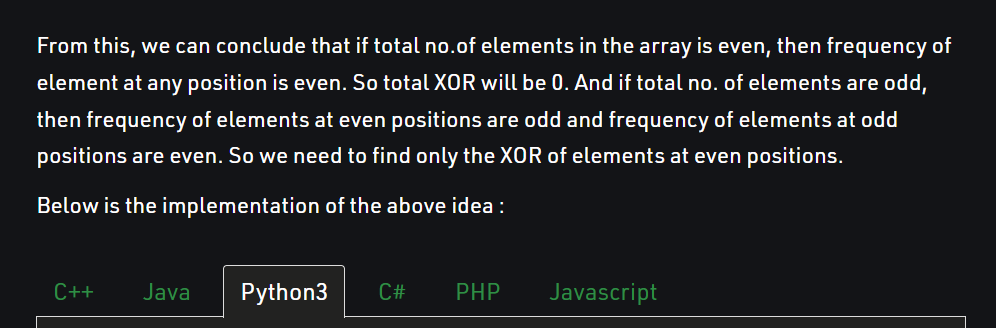 From this, we can conclude that if total no.of elements in the array is even, then frequency of
element at any position is even. So total XOR will be 0. And if total no. of elements are odd,
then frequency of elements at even positions are odd and frequency of elements at odd
positions are even. So we need to find only the XOR of elements at even positions.
Below is the implementation of the above idea :
C++ Java Python3 C# PHP Javascript